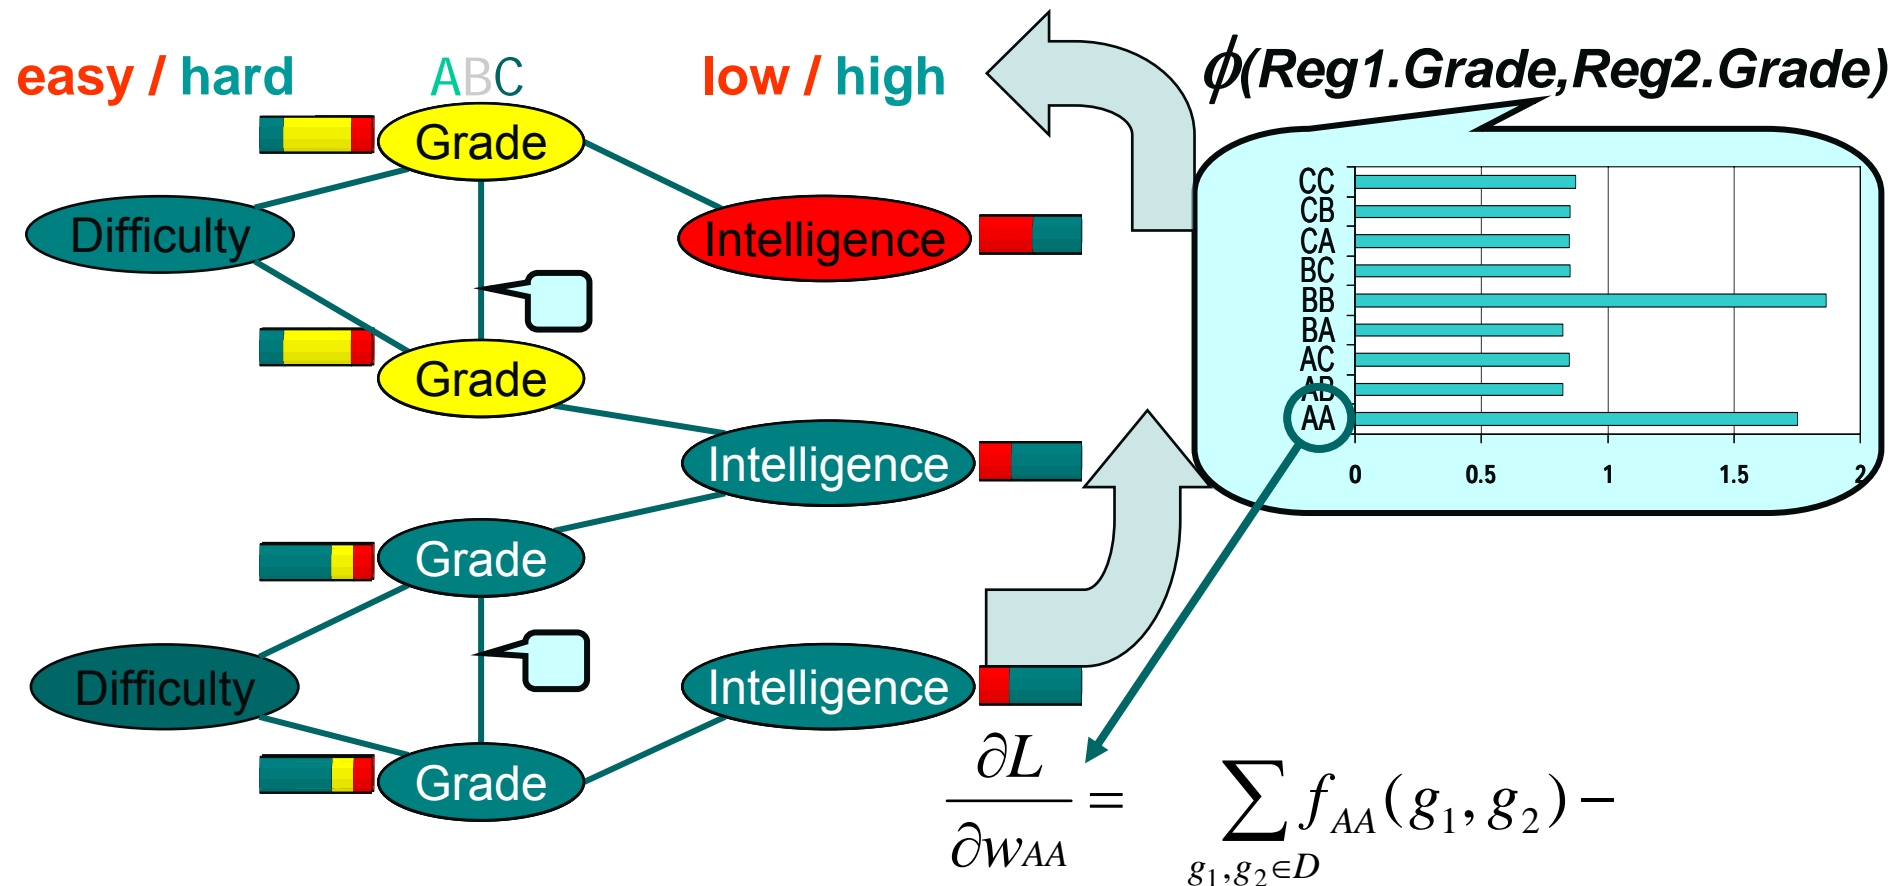 easy / hard
ABC
low / high
ϕ(Reg1.Grade,Reg2.Grade)
Grade
Difficulty
Intelligence
Grade
Intelligence
Grade
Difficulty
Intelligence
Grade
CC
CB
CA
BC
BB
BA
AC
AB
AA
0 0.5 1 1.5 2
∂L/∂wAA = ∑ f_AA(g₁, g₂) −
g₁, g₂ ∈ D